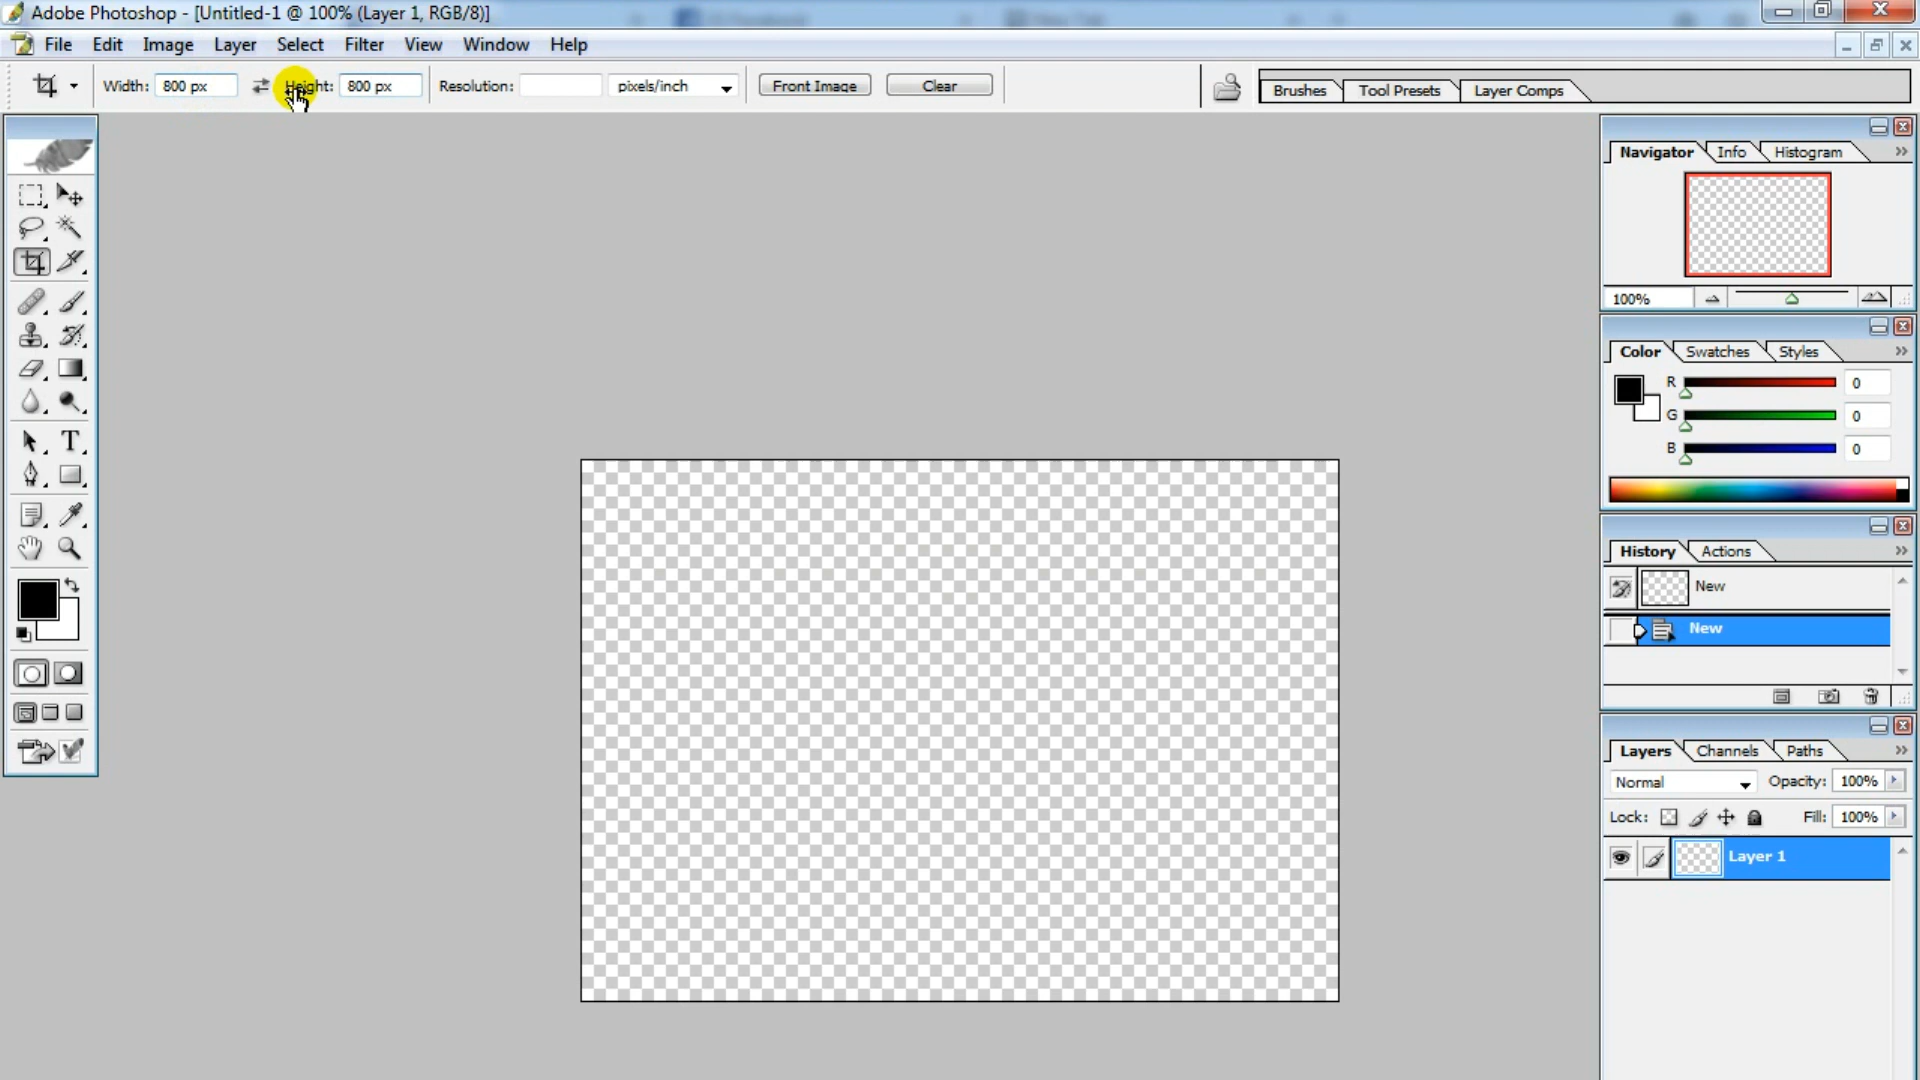 Adobe Photoshop - [Untitled-1 @ 100% (Layer 1, RGB/8)]
File Edit Image Layer Select Filter View Window Help
Width: 800 px Height: 800 px Resolution: pixels/inch Front Image Clear Brushes Tool Presets Layer Comps
Navigator Info Histogram
100%
Color Swatches Styles
R 0
G 0
B 0
T
History Actions
New
New
Layers Channels Paths
Normal Opacity: 100%
Lock: Fill: 100%
Layer 1